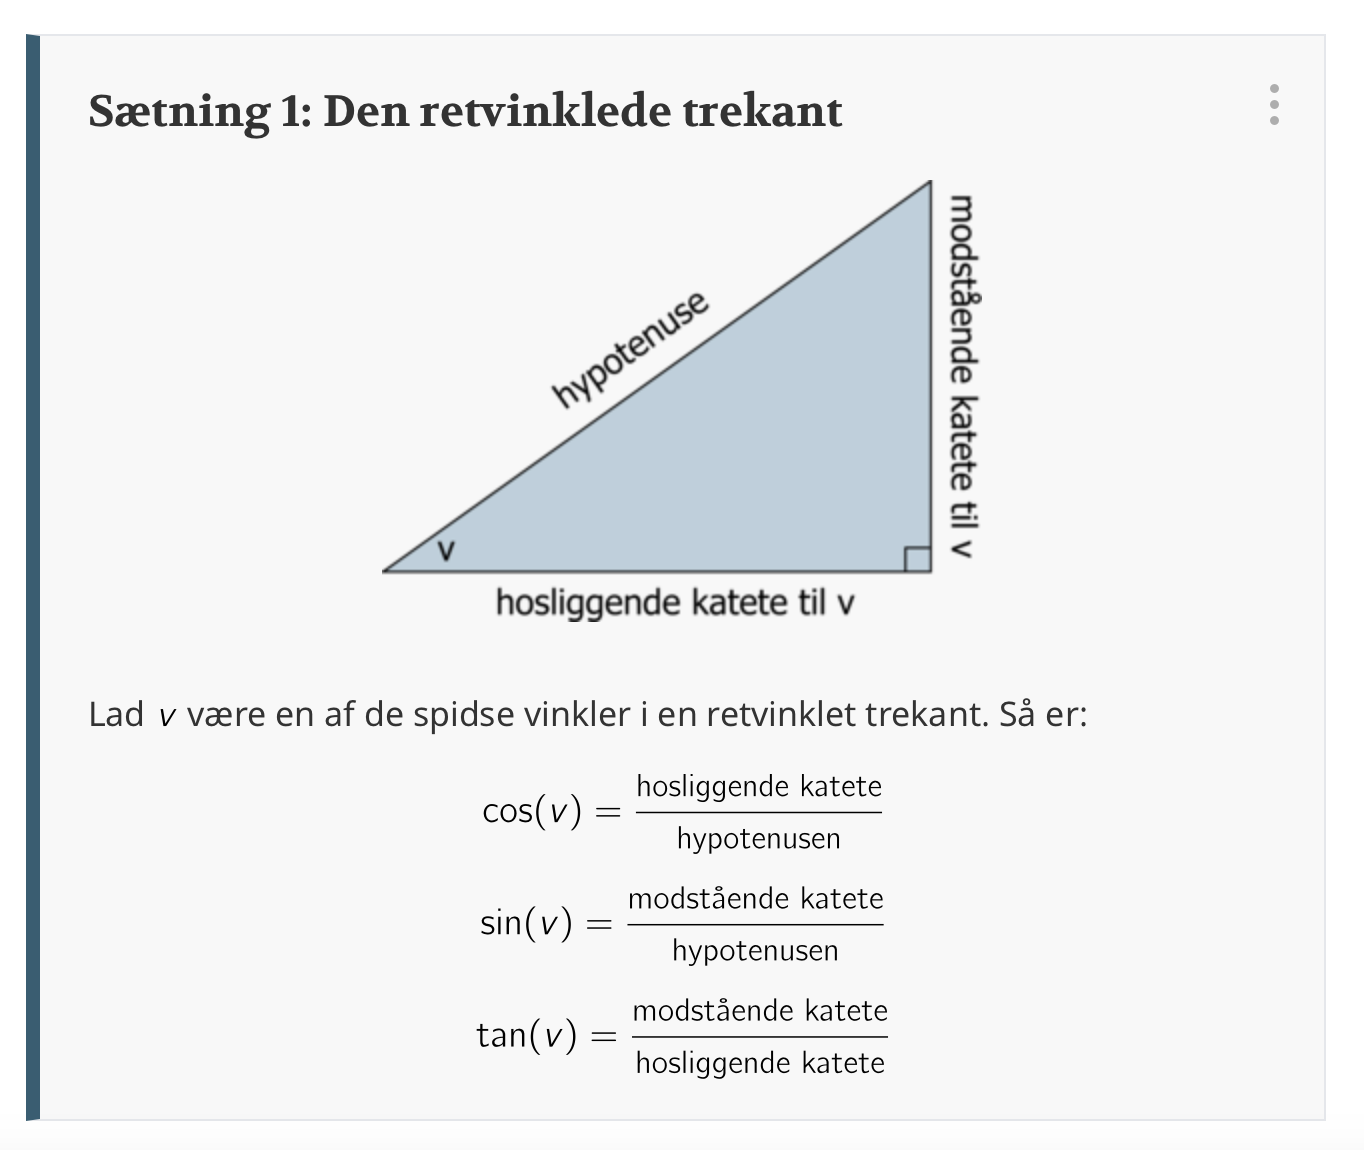 Sætning 1: Den retvinklede trekant
hypotenuse
modstående katete til v
v
hosliggende katete til v
Lad v være en af de spidse vinkler i en retvinklet trekant. Så er:
cos(v) = hosliggende katete / hypotenusen
sin(v) = modstående katete / hypotenusen
tan(v) = modstående katete / hosliggende katete